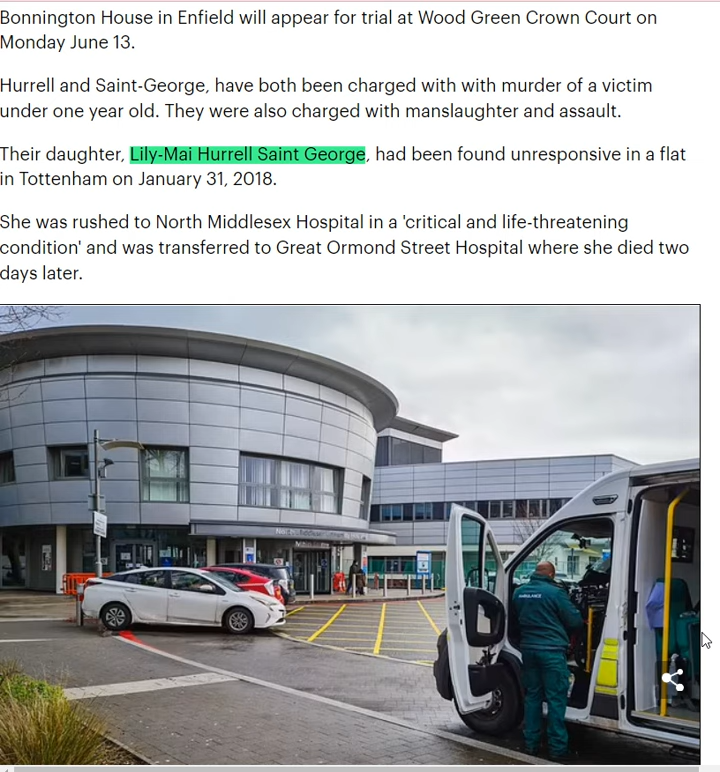 Bonnington House in Enfield will appear for trial at Wood Green Crown Court on
Monday June 13.
Hurrell and Saint-George, have both been charged with with murder of a victim
under one year old. They were also charged with manslaughter and assault.
Their daughter, Lily-Mai Hurrell Saint George, had been found unresponsive in a flat
in Tottenham on January 31, 2018.
She was rushed to North Middlesex Hospital in a 'critical and life-threatening
condition' and was transferred to Great Ormond Street Hospital where she died two
days later.
AMBULANCE